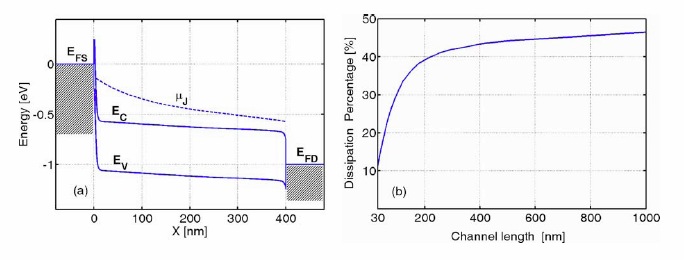 E_FS
μ_J
E_C
E_V
E_FD
(a)
Energy [eV]
0
-0.5
-1
0
100
200
300
400
X [nm]
(b)
Dissipation Percentage [%]
50
40
30
20
10
30
200
400
600
800
1000
Channel length [nm]